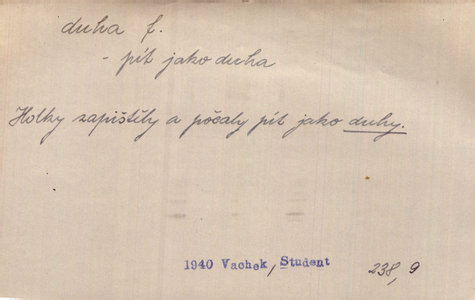 duha f.
- pít jako duha
Holky zapištěly a počaly pít jako duhy.
1940 Vachek, Student 238, 9